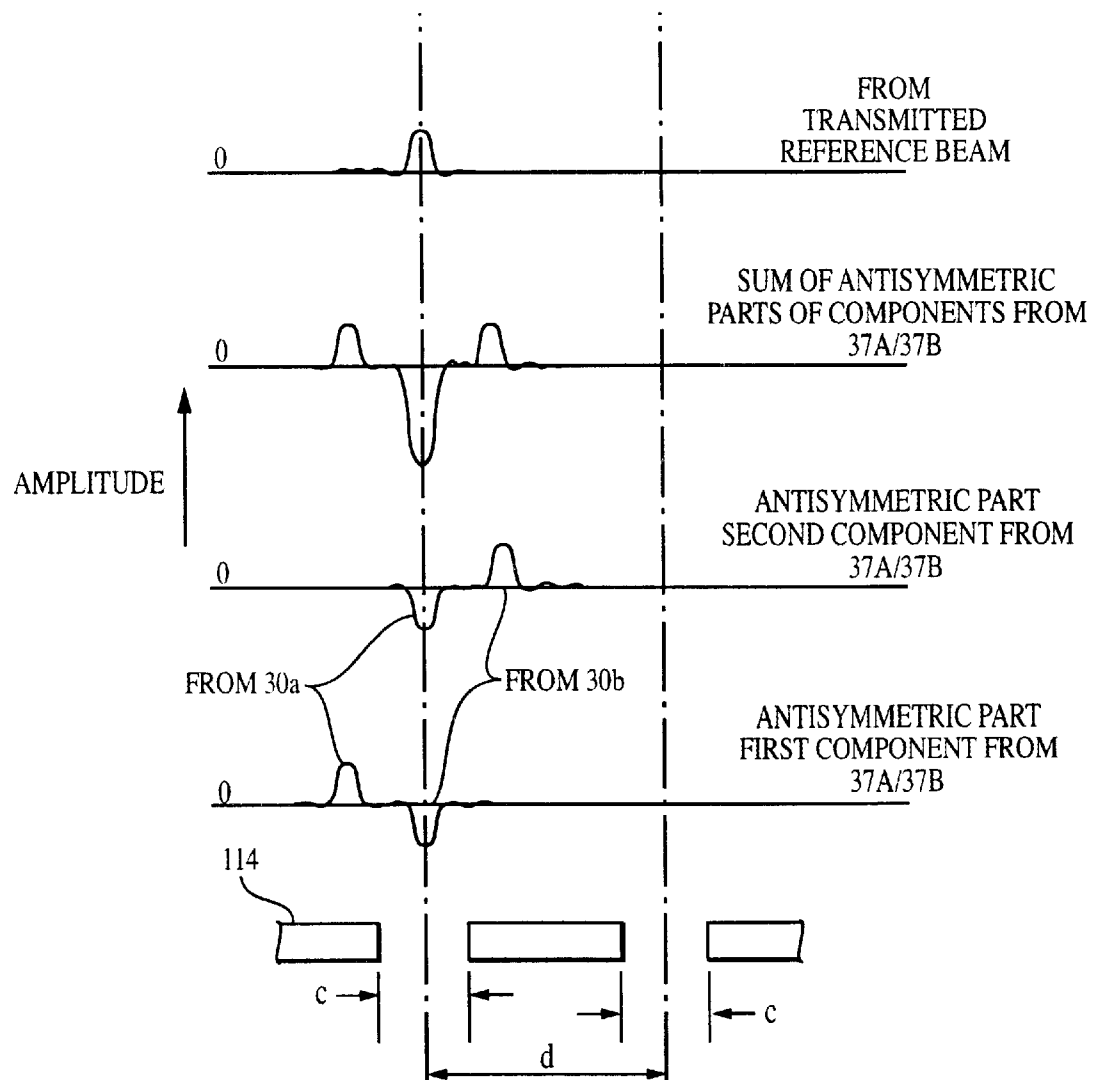 FROM
TRANSMITTED
REFERENCE BEAM
0
SUM OF ANTISYMMETRIC
PARTS OF COMPONENTS FROM
37A/37B
0
AMPLITUDE
ANTISYMMETRIC PART
SECOND COMPONENT FROM
37A/37B
0
FROM 30a
FROM 30b
ANTISYMMETRIC PART
FIRST COMPONENT FROM
37A/37B
0
114
c
c
d